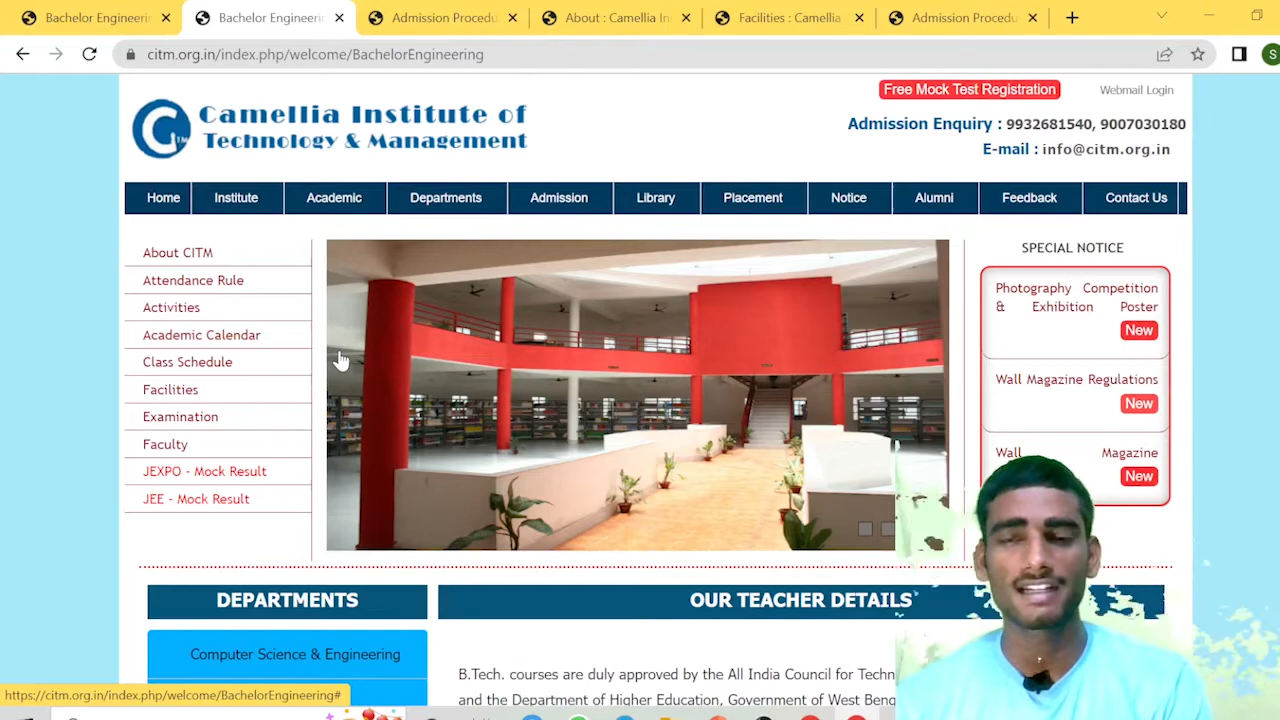 Bachelor Engineerin
Bachelor Engineerin
Admission Procedu
About : Camellia In
Facilities : Camellia
Admission Procedu
citm.org.in/index.php/welcome/BachelorEngineering
S
Camellia Institute of
Technology & Management
Free Mock Test Registration
Webmail Login
Admission Enquiry : 9932681540, 9007030180
E-mail : info@citm.org.in
Home Institute Academic Departments Admission Library Placement Notice Alumni Feedback Contact Us
About CITM
Attendance Rule
Activities
Academic Calendar
Class Schedule
Facilities
Examination
Faculty
JEXPO - Mock Result
JEE - Mock Result
SPECIAL NOTICE
Photography Competition
& Exhibition Poster
New
Wall Magazine Regulations
New
Wall Magazine
New
DEPARTMENTS
Computer Science & Engineering
OUR TEACHER DETAILS
B.Tech. courses are duly approved by the All India Council for Techn
and the Department of Higher Education, Government of West Beng
https://citm.org.in/index.php/welcome/BachelorEngineering#